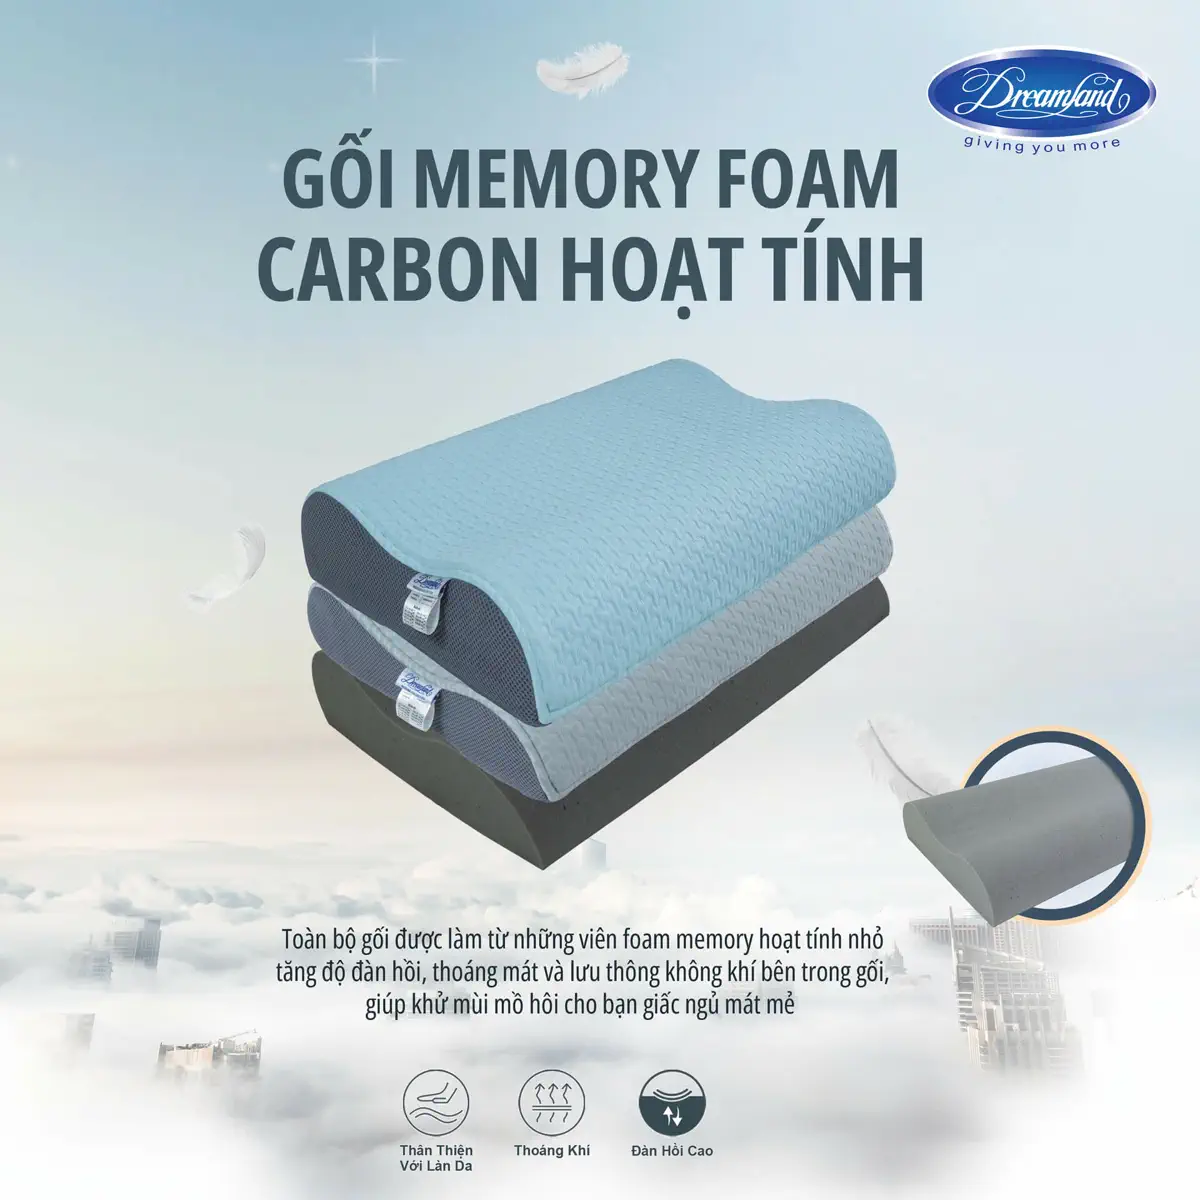 Dreamland
giving you more
GỐI MEMORY FOAM
CARBON HOẠT TÍNH
Dreamland
Dreamland
Toàn bộ gối được làm từ những viên foam memory hoạt tính nhỏ
tăng độ đàn hồi, thoáng mát và lưu thông không khí bên trong gối,
giúp khử mùi mồ hôi cho bạn giấc ngủ mát mẻ
Thân Thiện
Với Làn Da
Thoáng Khí
Đàn Hồi Cao